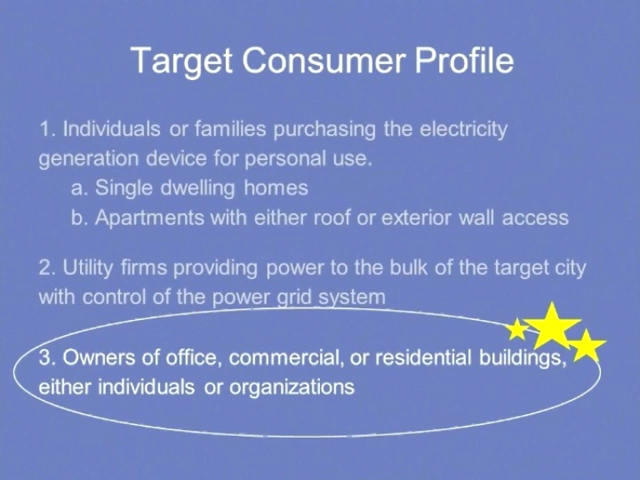 Target Consumer Profile
1. Individuals or families purchasing the electricity
generation device for personal use.
a. Single dwelling homes
b. Apartments with either roof or exterior wall access
2. Utility firms providing power to the bulk of the target city
with control of the power grid system
3. Owners of office, commercial, or residential buildings,
either individuals or organizations